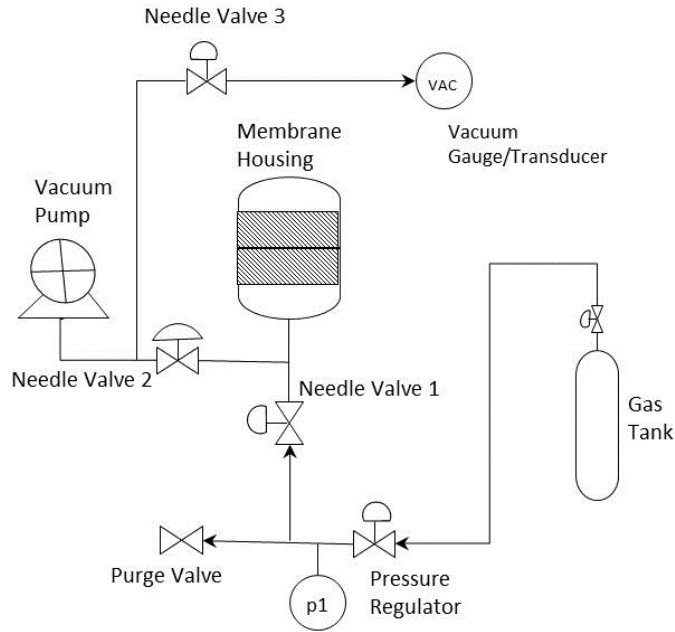 Needle Valve 3
VAC
Vacuum
Gauge/Transducer
Membrane
Housing
Vacuum
Pump
Needle Valve 2
Needle Valve 1
Gas
Tank
Purge Valve
p1
Pressure
Regulator